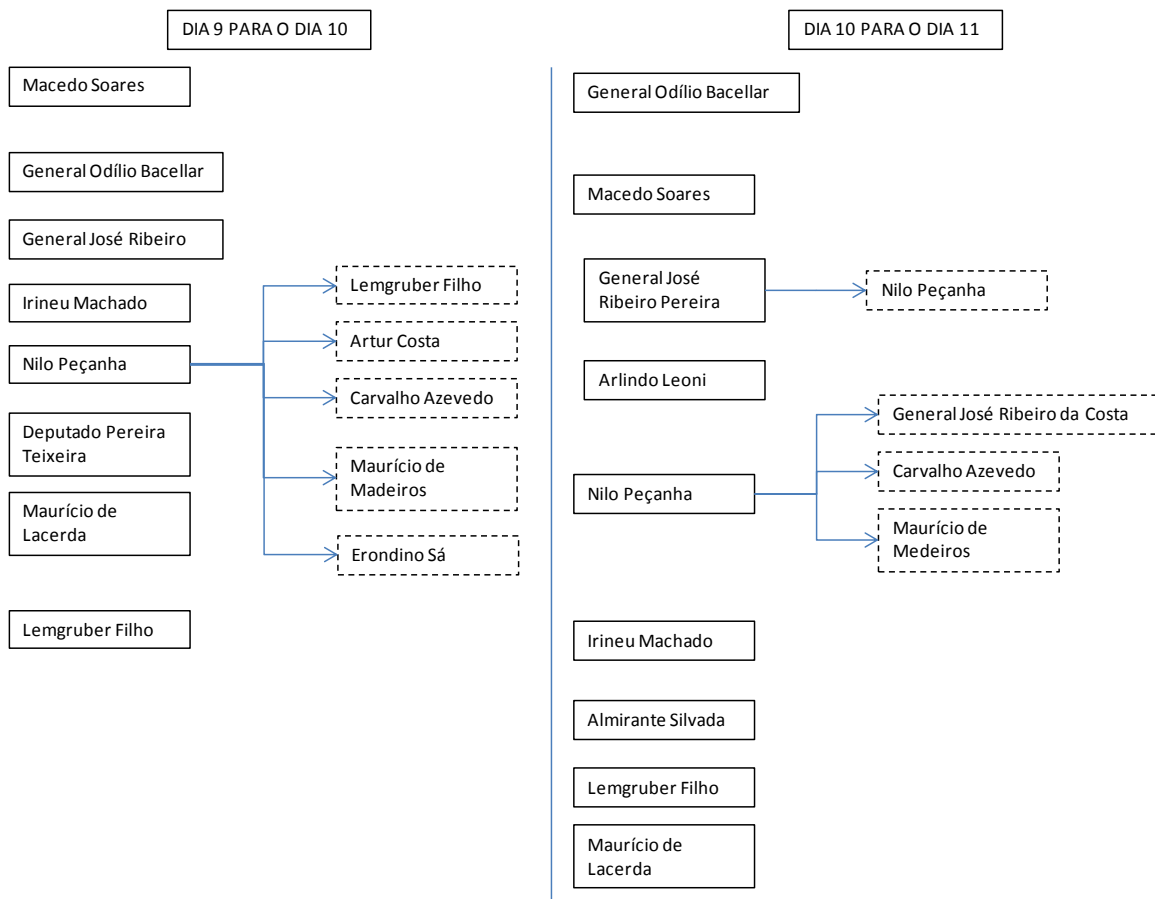 DIA 9 PARA O DIA 10
Macedo Soares
General Odílio Bacellar
General José Ribeiro
Irineu Machado
Nilo Peçanha
Deputado Pereira
Teixeira
Maurício de
Lacerda
Lemgruber Filho
Lemgruber Filho
Artur Costa
Carvalho Azevedo
Maurício de
Madeiros
Erondino Sá
DIA 10 PARA O DIA 11
General Odílio Bacellar
Macedo Soares
General José
Ribeiro Pereira
Nilo Peçanha
Arlindo Leoni
Nilo Peçanha
General José Ribeiro da Costa
Carvalho Azevedo
Maurício de
Medeiros
Irineu Machado
Almirante Silvada
Lemgruber Filho
Maurício de
Lacerda